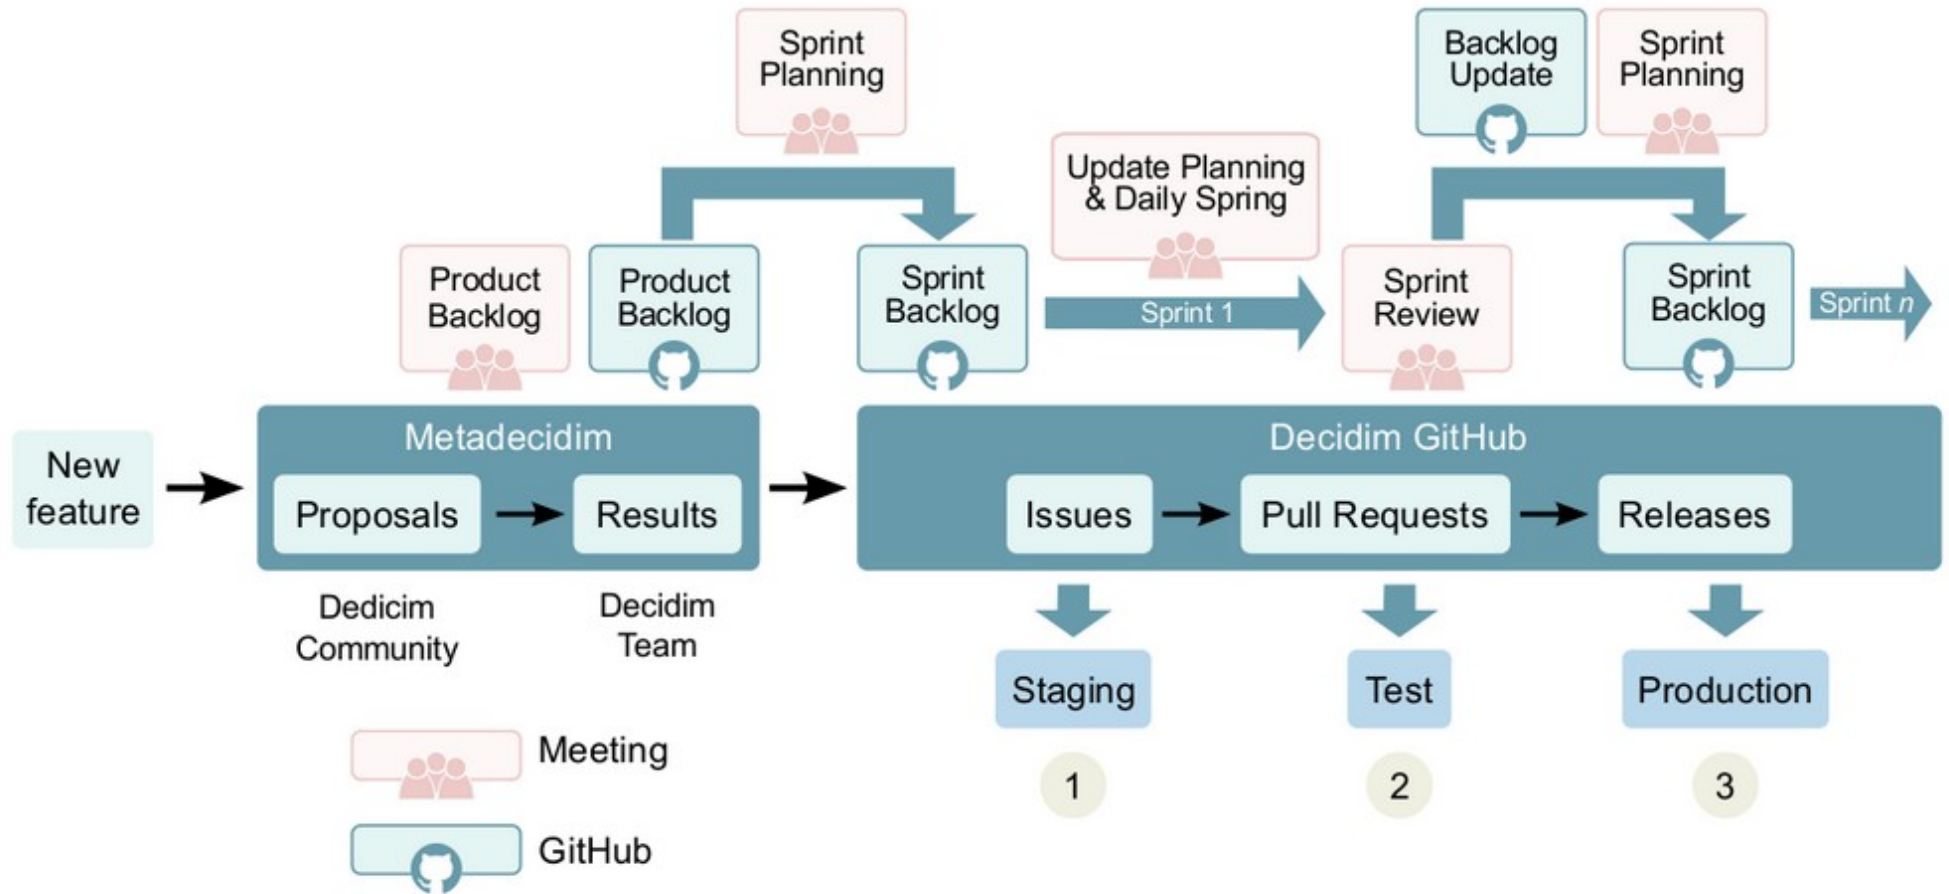 Sprint
Planning
Backlog
Update
Sprint
Planning
Update Planning
& Daily Spring
Product
Backlog
Product
Backlog
Sprint
Backlog
Sprint 1
Sprint
Review
Sprint
Backlog
Sprint n
New
feature
Metadecidim
Proposals
Results
Decidim GitHub
Issues
Pull Requests
Releases
Dedicim
Community
Decidim
Team
Staging
Test
Production
1
2
3
Meeting
GitHub